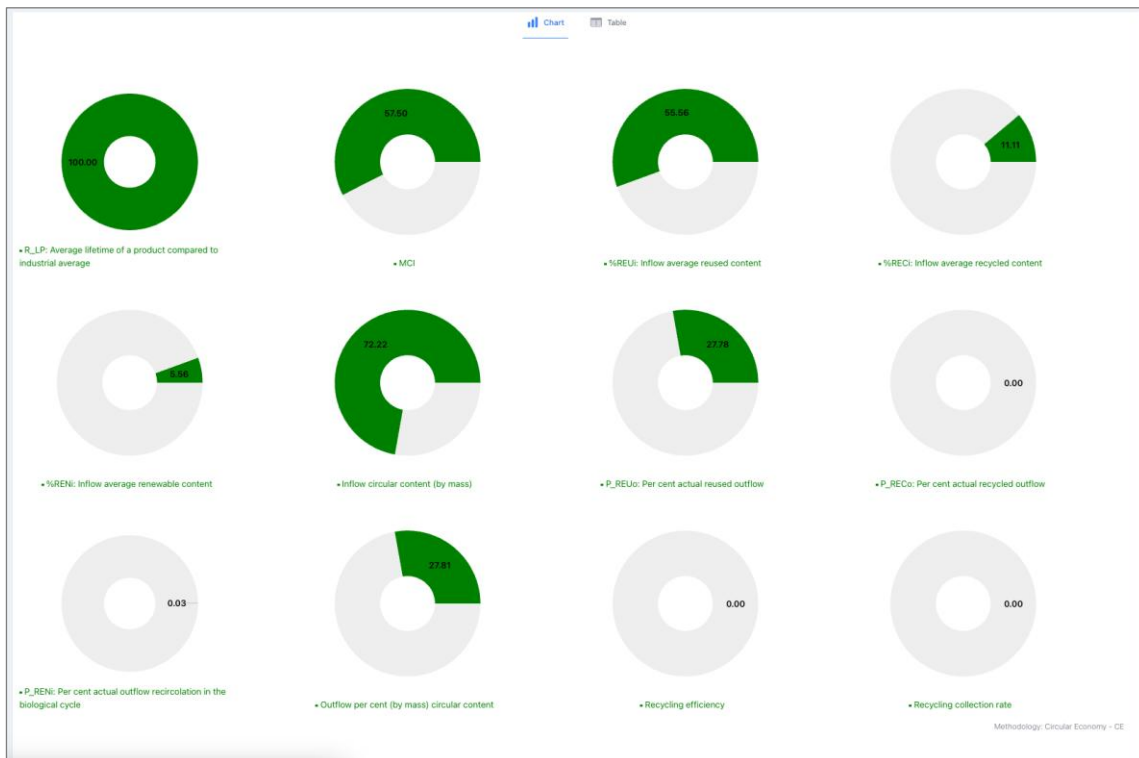 Chart Table
100.00 57.50 55.56 11.11
• R_LP: Average lifetime of a product compared to
industrial average
• MCI
• %REUi: Inflow average reused content
• %RECi: Inflow average recycled content
5.56 72.22 27.78 0.00
• %RENi: Inflow average renewable content
• Inflow circular content (by mass)
• P_REUo: Per cent actual reused outflow
• P_RECo: Per cent actual recycled outflow
0.03 27.81 0.00 0.00
• P_RENi: Per cent actual outflow recircolation in the
biological cycle
• Outflow per cent (by mass) circular content
• Recycling efficiency
• Recycling collection rate
Methodology: Circular Economy - CE